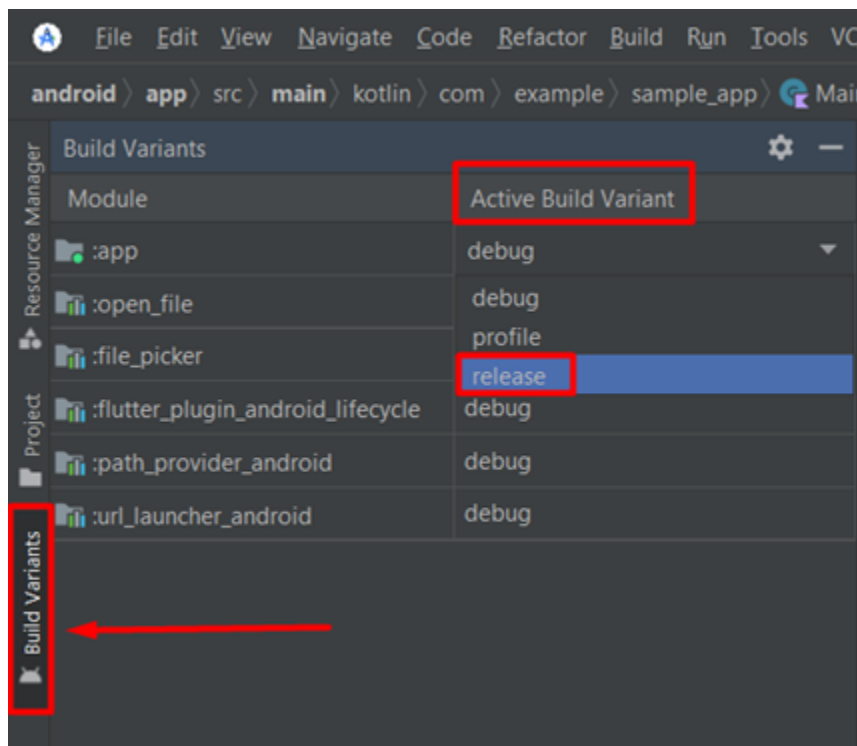 File Edit View Navigate Code Refactor Build Run Tools VC
android 〉 app 〉 src 〉 main 〉 kotlin 〉 com 〉 example 〉 sample_app 〉 Mai
Build Variants
Module Active Build Variant
:app debug
:open_file debug
profile
:file_picker release
:flutter_plugin_android_lifecycle debug
:path_provider_android debug
:url_launcher_android debug
Resource Manager
Project
Build Variants